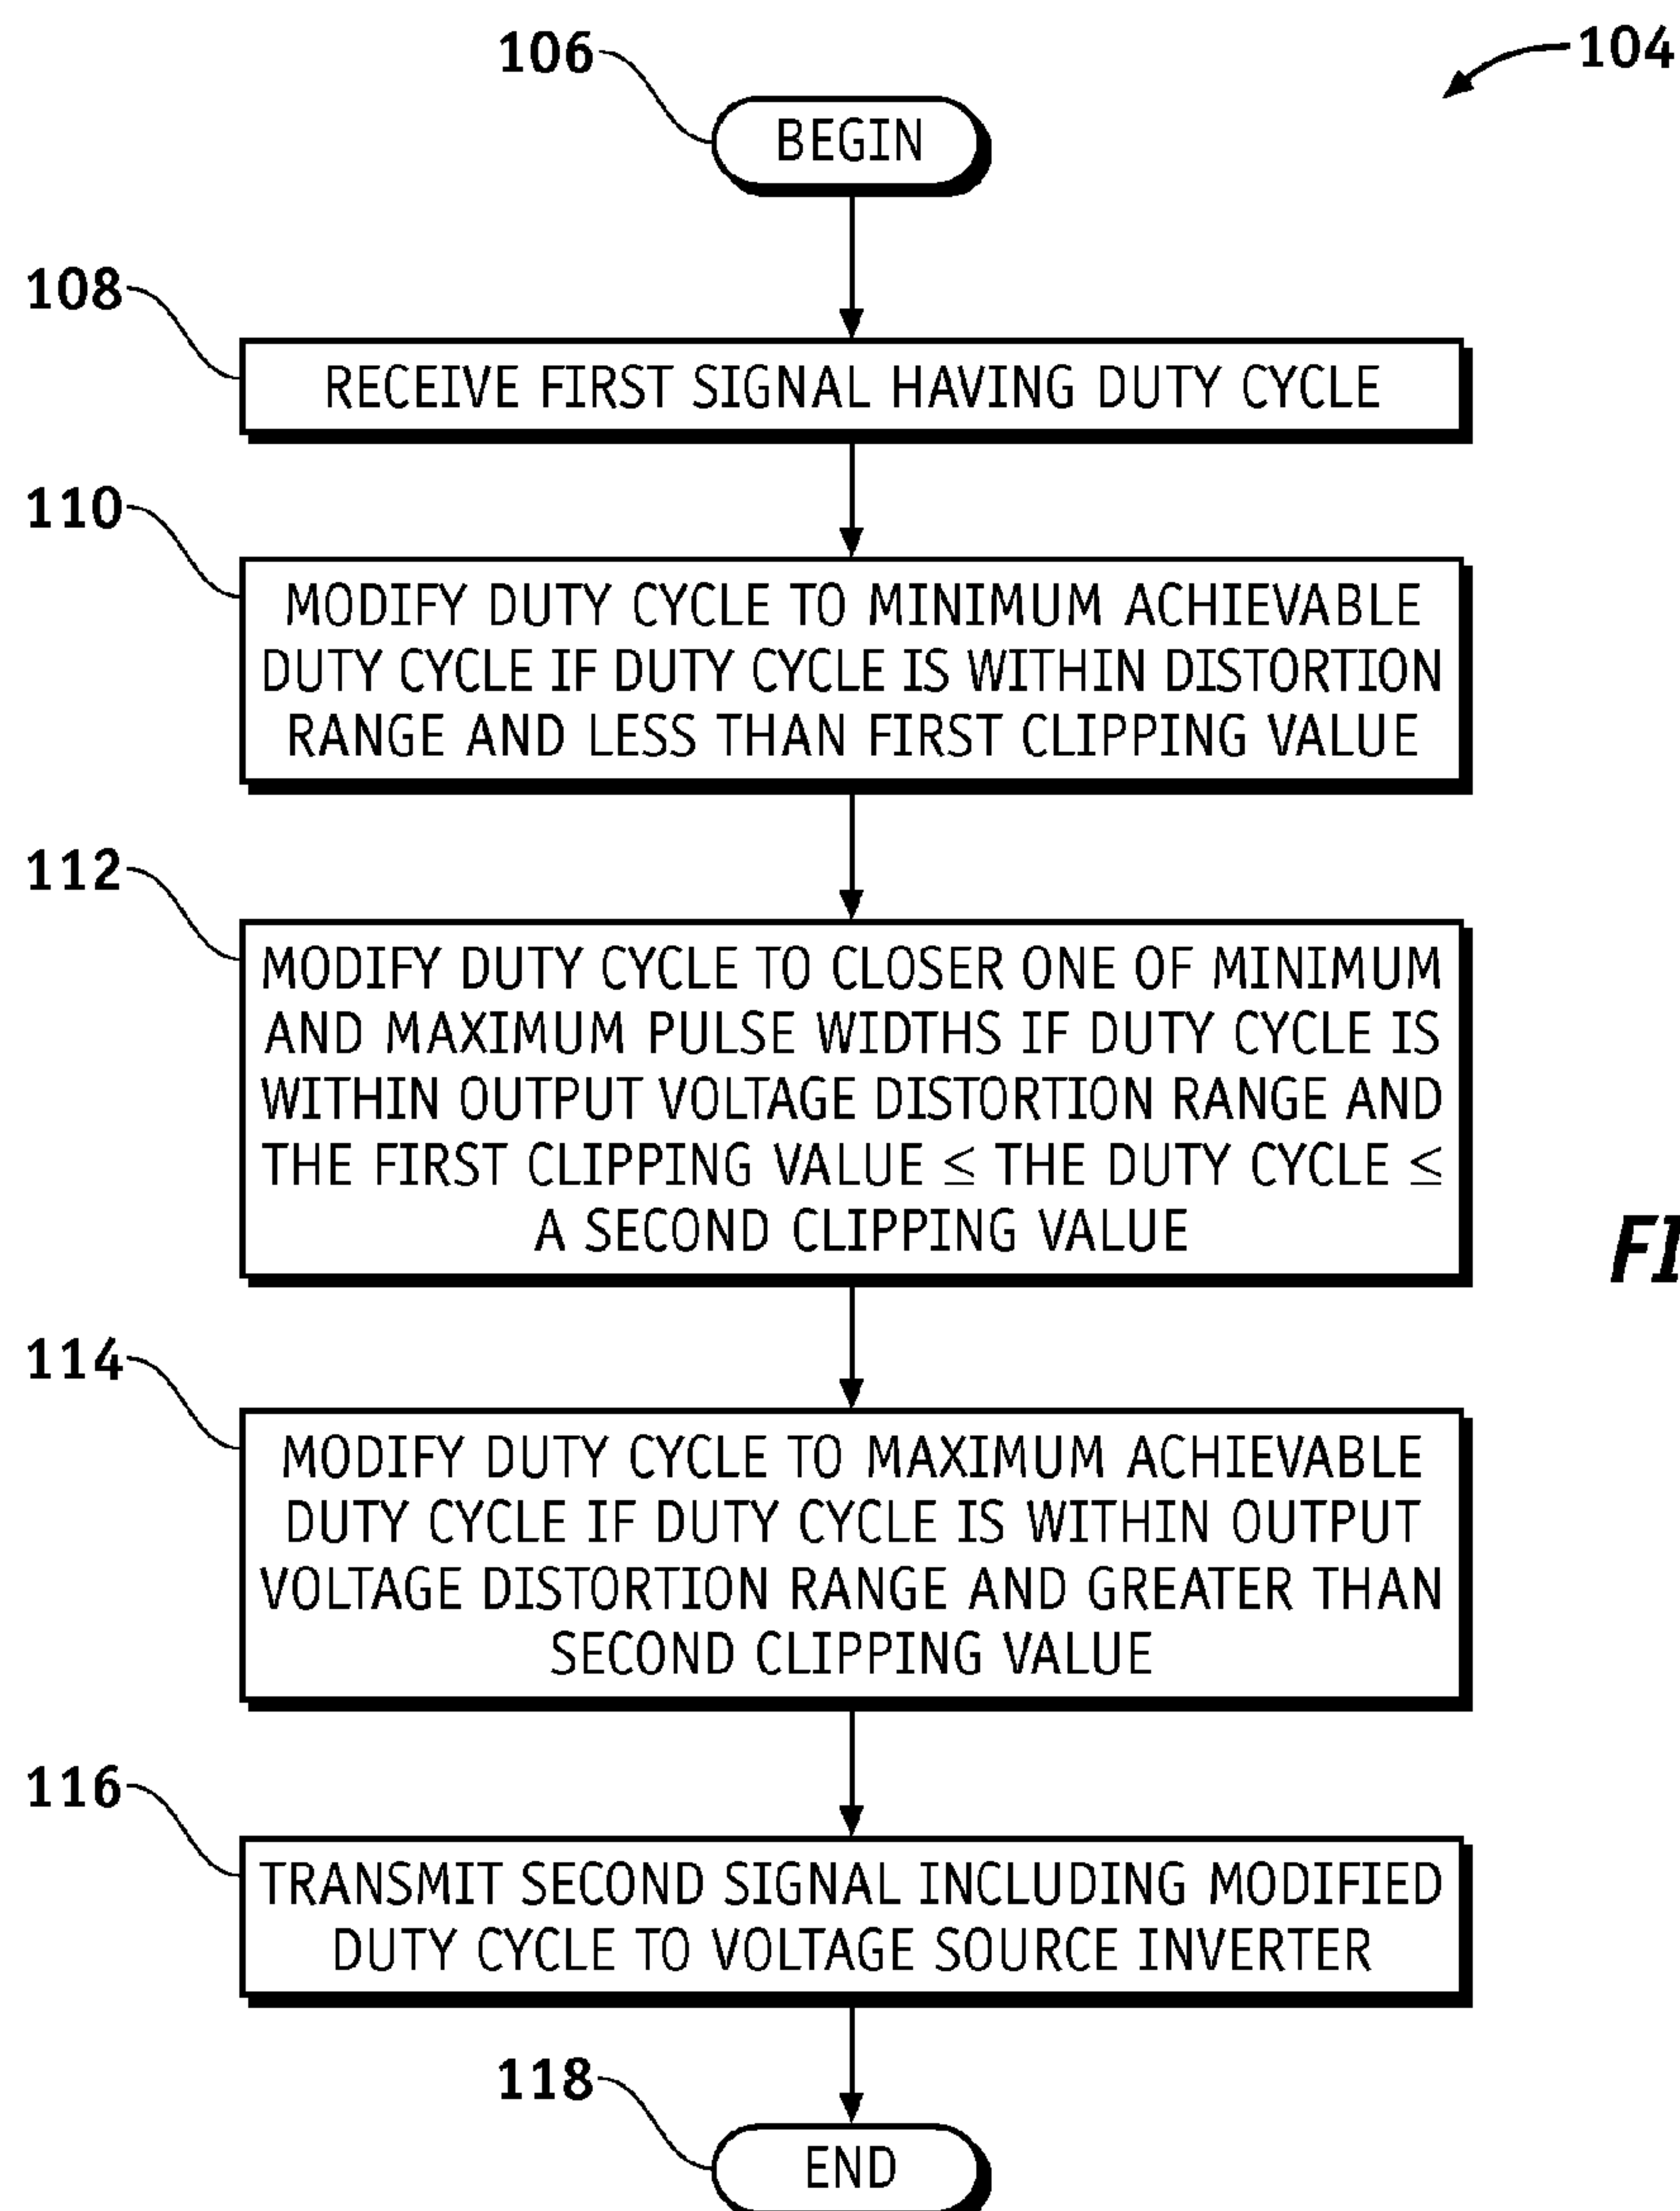 106
104
BEGIN
108
RECEIVE FIRST SIGNAL HAVING DUTY CYCLE
110
MODIFY DUTY CYCLE TO MINIMUM ACHIEVABLE
DUTY CYCLE IF DUTY CYCLE IS WITHIN DISTORTION
RANGE AND LESS THAN FIRST CLIPPING VALUE
112
MODIFY DUTY CYCLE TO CLOSER ONE OF MINIMUM
AND MAXIMUM PULSE WIDTHS IF DUTY CYCLE IS
WITHIN OUTPUT VOLTAGE DISTORTION RANGE AND
THE FIRST CLIPPING VALUE ≤ THE DUTY CYCLE ≤
A SECOND CLIPPING VALUE
FI
114
MODIFY DUTY CYCLE TO MAXIMUM ACHIEVABLE
DUTY CYCLE IF DUTY CYCLE IS WITHIN OUTPUT
VOLTAGE DISTORTION RANGE AND GREATER THAN
SECOND CLIPPING VALUE
116
TRANSMIT SECOND SIGNAL INCLUDING MODIFIED
DUTY CYCLE TO VOLTAGE SOURCE INVERTER
118
END